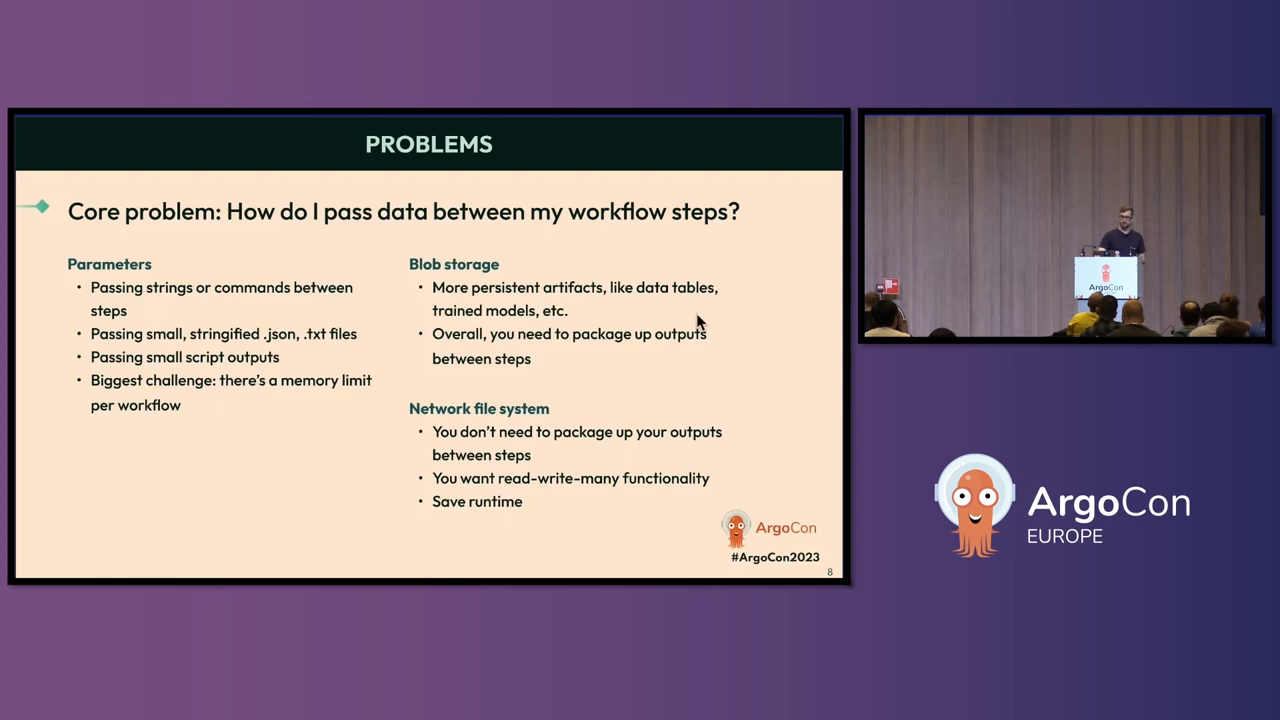 PROBLEMS
Core problem: How do I pass data between my workflow steps?
Parameters
• Passing strings or commands between
steps
• Passing small, stringified .json, .txt files
• Passing small script outputs
• Biggest challenge: there's a memory limit
per workflow
Blob storage
• More persistent artifacts, like data tables,
trained models, etc.
• Overall, you need to package up outputs
between steps
Network file system
• You don't need to package up your outputs
between steps
• You want read-write-many functionality
• Save runtime
ArgoCon
#ArgoCon2023
8
ArgoCon
ArgoCon
EUROPE